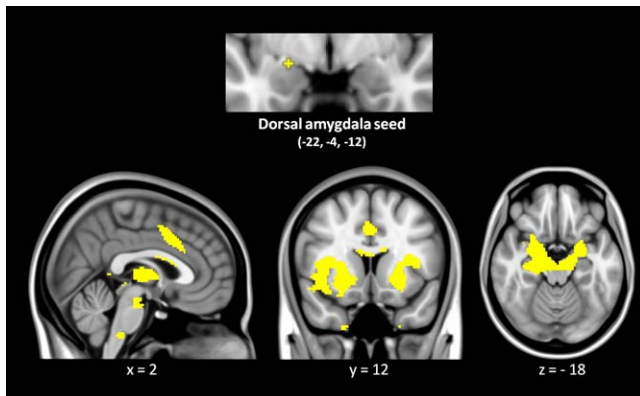 Dorsal amygdala seed
(-22, -4, -12)
x = 2
y = 12
z = - 18